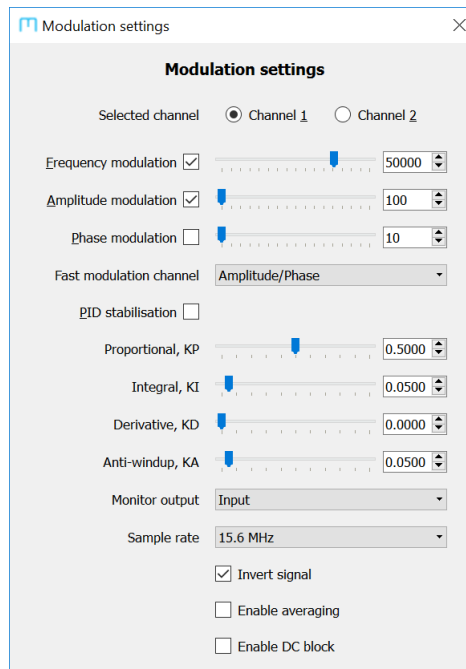 Modulation settings
Modulation settings
Selected channel Channel 1 Channel 2
Frequency modulation 50000
Amplitude modulation 100
Phase modulation 10
Fast modulation channel Amplitude/Phase
PID stabilisation
Proportional, KP 0.5000
Integral, KI 0.0500
Derivative, KD 0.0000
Anti-windup, KA 0.0500
Monitor output Input
Sample rate 15.6 MHz
Invert signal
Enable averaging
Enable DC block